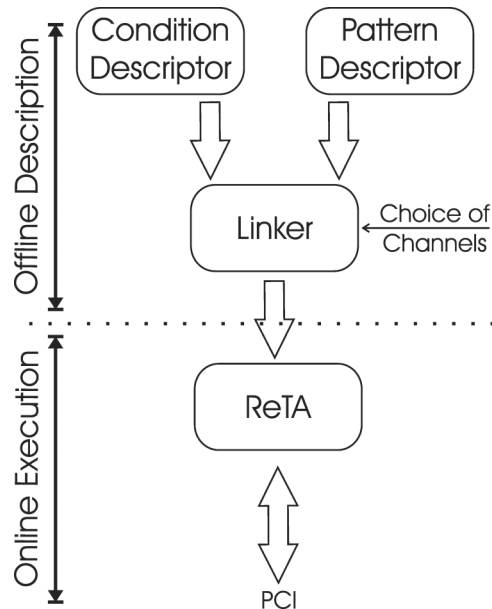 Condition
Descriptor
Pattern
Descriptor
Offline Description
Linker
Choice of
Channels
Online Execution
ReTA
PCI